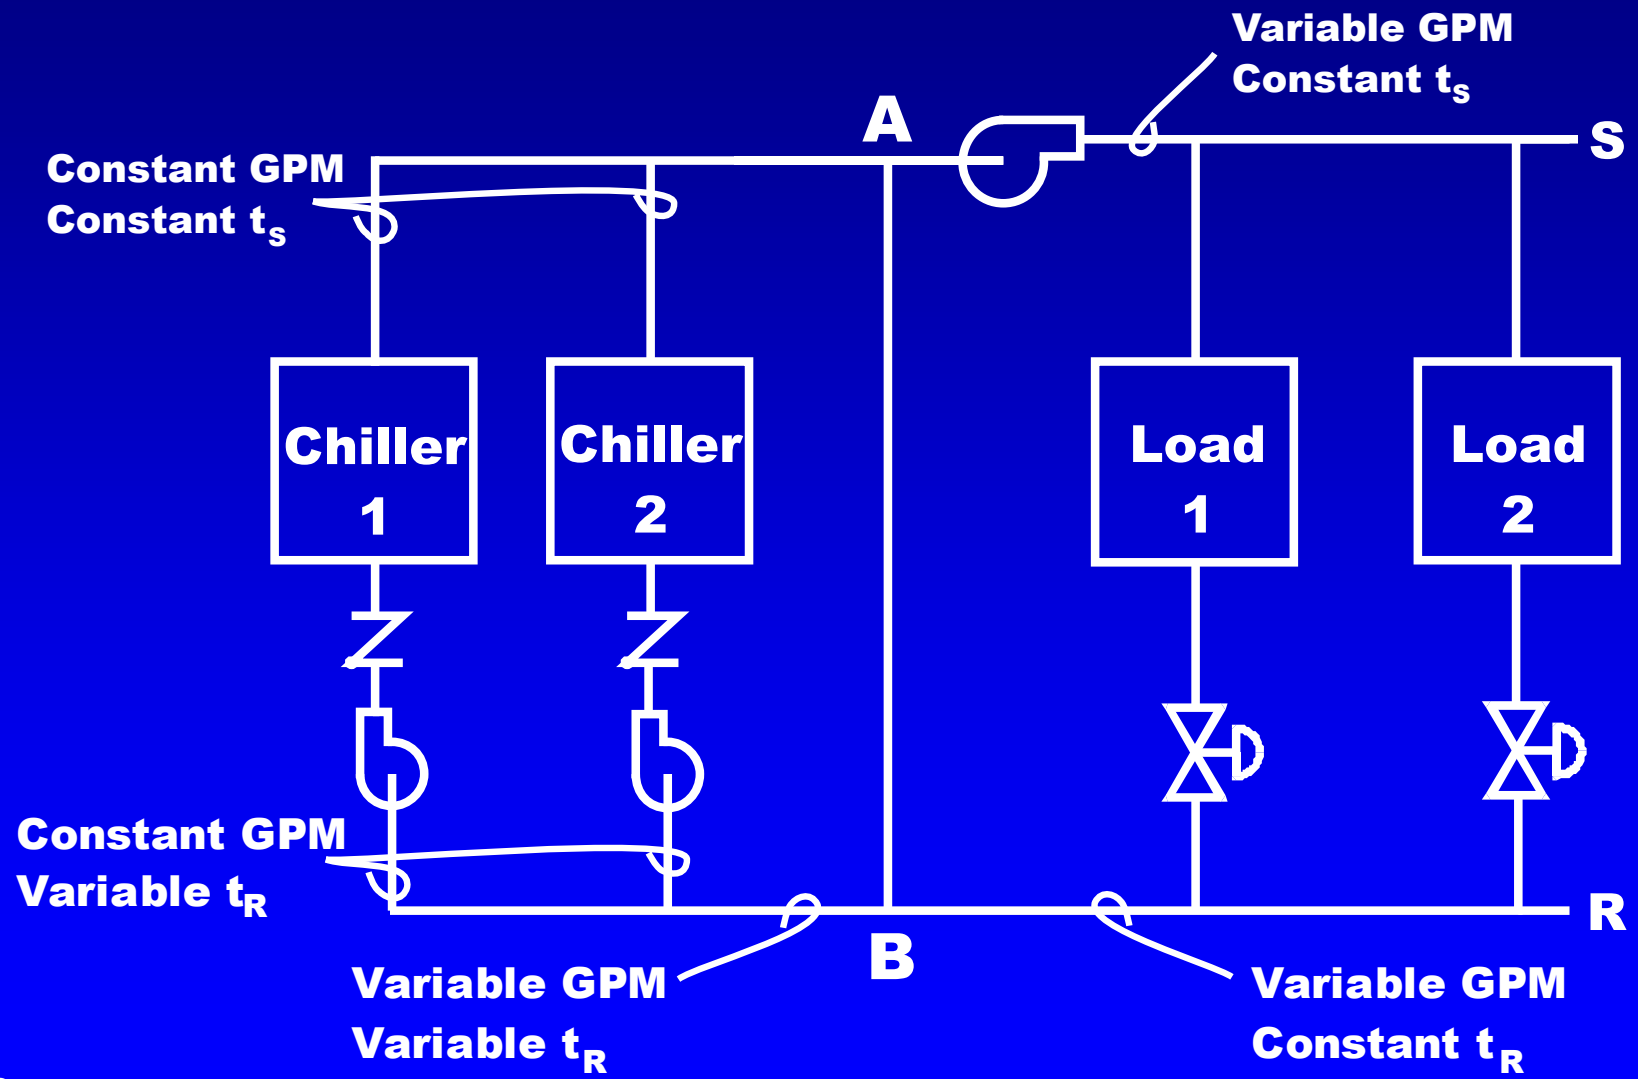 Variable GPM
Constant tS
A
S
Constant GPM
Constant tS
Chiller
1
Chiller
2
Load
1
Load
2
Constant GPM
Variable tR
R
B
Variable GPM
Variable tR
Variable GPM
Constant tR